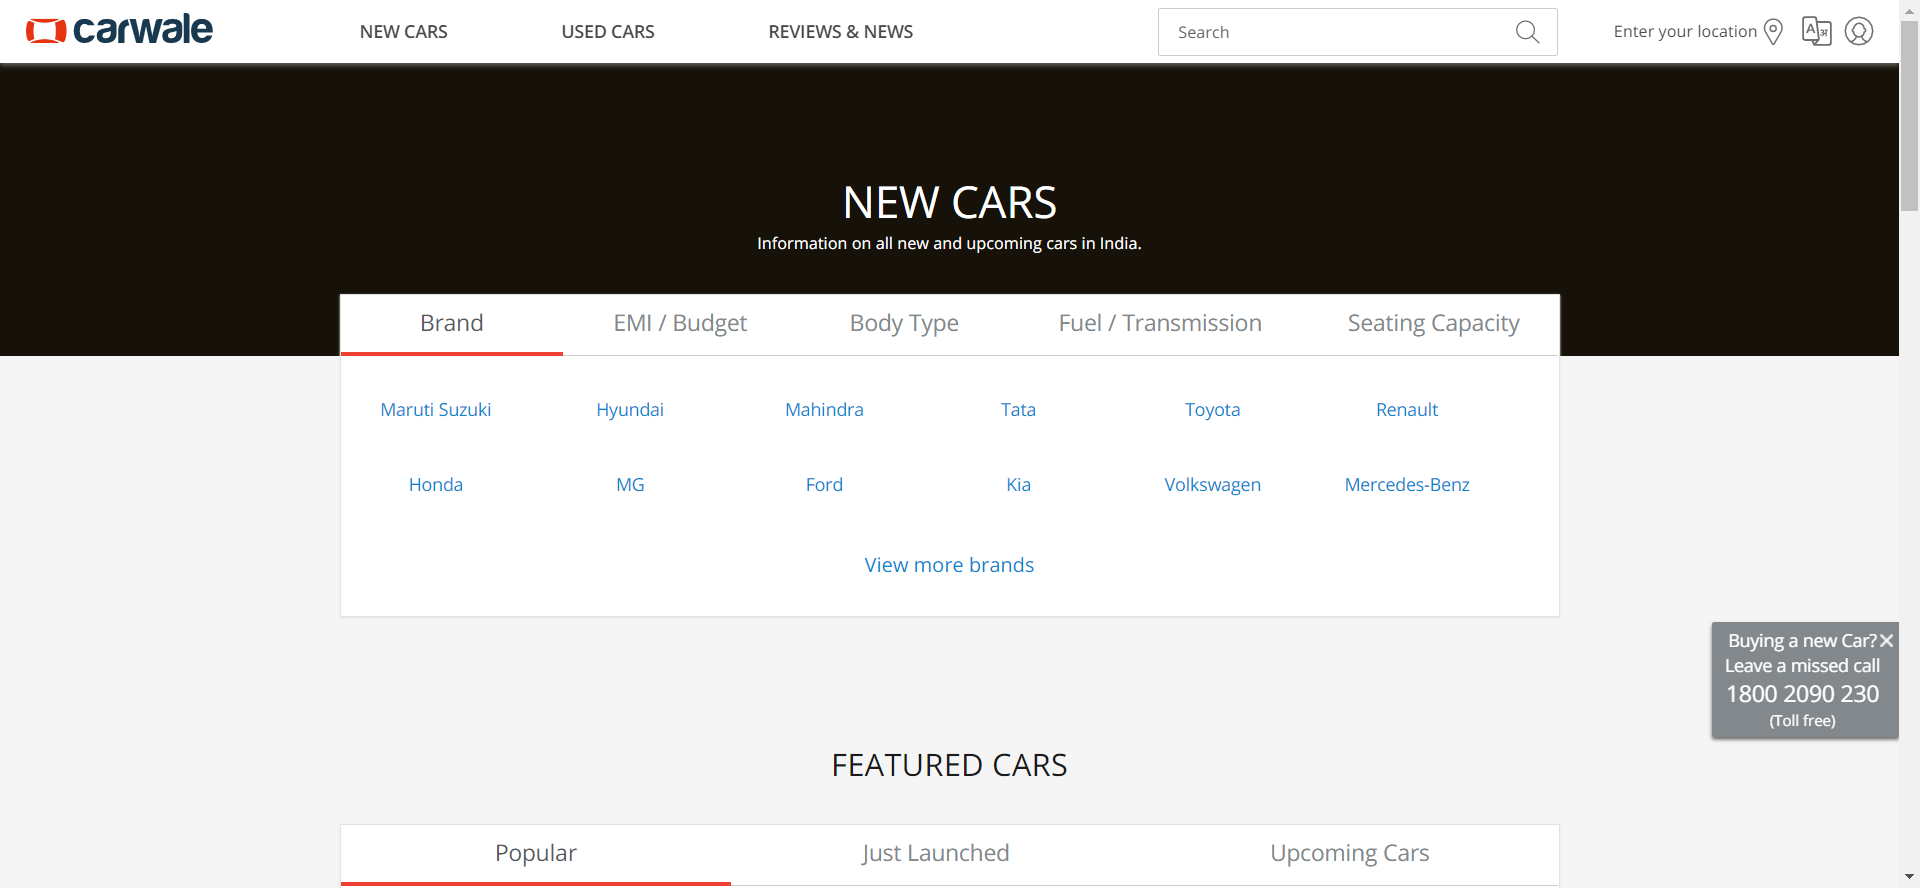 carwale NEW CARS USED CARS REVIEWS & NEWS Search Enter your location
NEW CARS
Information on all new and upcoming cars in India.
Brand EMI / Budget Body Type Fuel / Transmission Seating Capacity
Maruti Suzuki Hyundai Mahindra Tata Toyota Renault
Honda MG Ford Kia Volkswagen Mercedes-Benz
View more brands
Buying a new Car?
Leave a missed call
1800 2090 230
(Toll free)
FEATURED CARS
Popular Just Launched Upcoming Cars